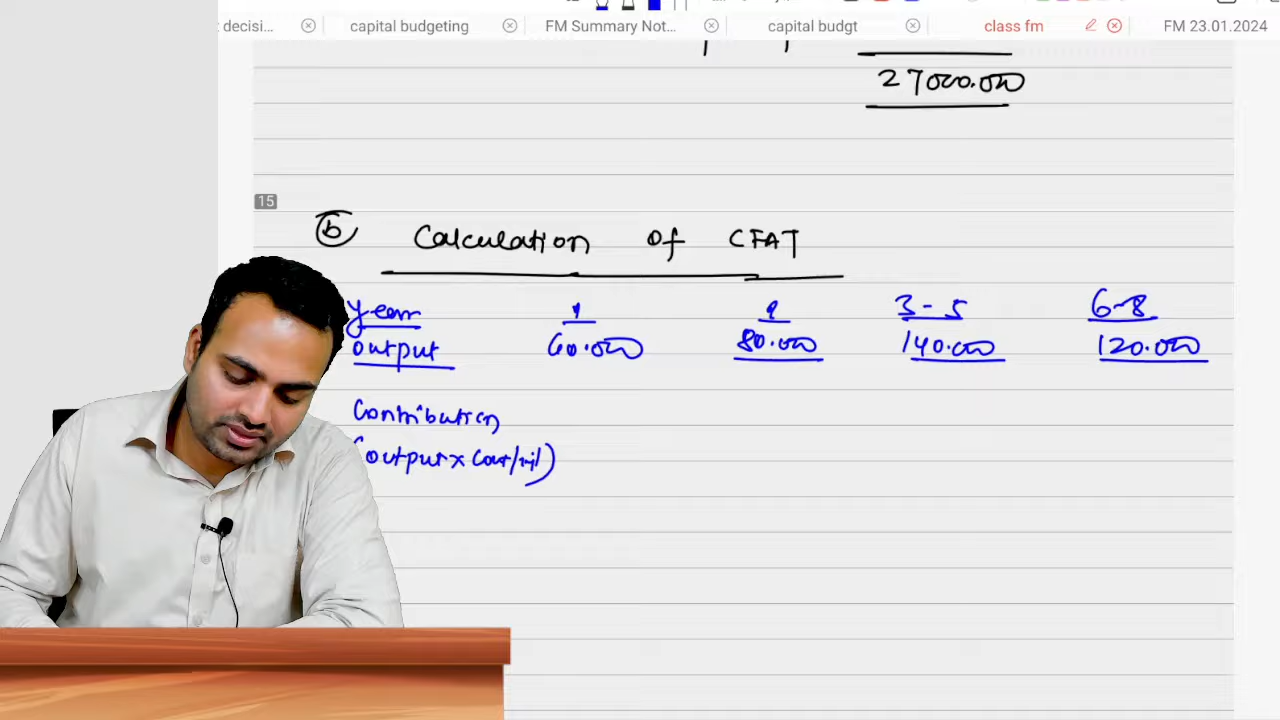 decisi... capital budgeting FM Summary Not... capital budgt class fm FM 23.01.2024
27000.000
15
(b) Calculation of CFAT
year 1 2 3-5 6-8
output 60.000 80.000 140.000 120.000
Contribution
(output x Cont/unit)